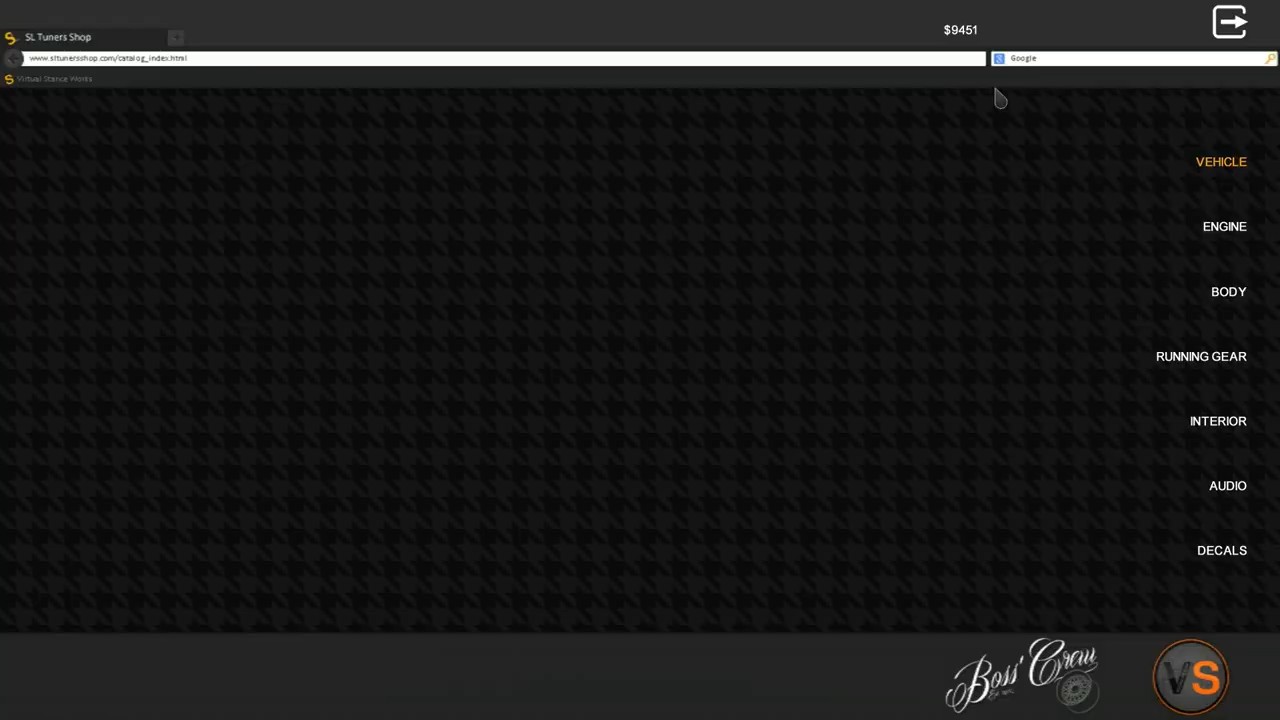 $9451
SL Tuners Shop
www.sltunersshop.com/catalog_index.html
Google
Virtual Stance Works
VEHICLE
ENGINE
BODY
RUNNING GEAR
INTERIOR
AUDIO
DECALS
Boss' Crew
VS